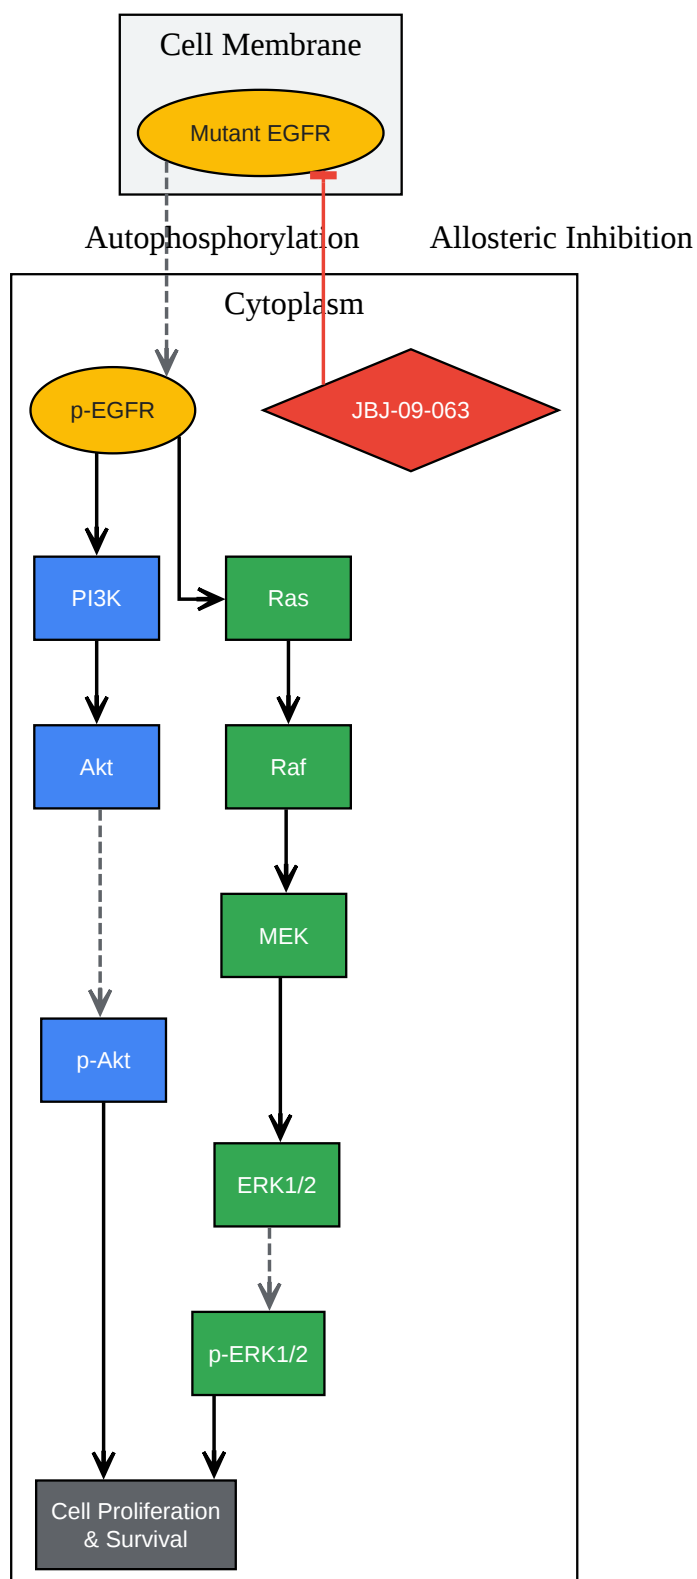 Cell Membrane
Mutant EGFR
Autophosphorylation
Allosteric Inhibition
Cytoplasm
p-EGFR
JBJ-09-063
PI3K
Ras
Akt
Raf
MEK
p-Akt
ERK1/2
p-ERK1/2
Cell Proliferation
& Survival